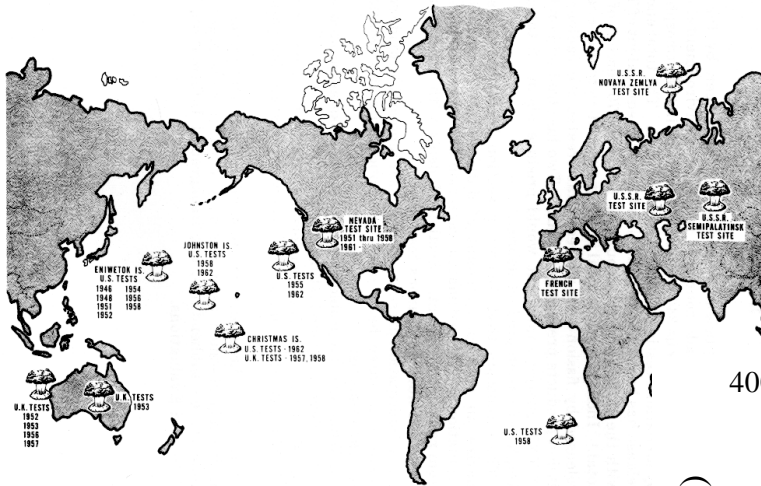 U.S.S.R.
NOVAYA ZEMLYA
TEST SITE
U.S.S.R.
TEST SITE
U.S.S.R.
SEMIPALATINSK
TEST SITE
NEVADA
TEST SITE
1951 thru 1958
1961 -
JOHNSTON IS.
U.S. TESTS
1958
1962
ENIWETOK IS.
U.S. TESTS
1946 1954
1948 1956
1951 1958
1952
U.S. TESTS
1955
1962
FRENCH
TEST SITE
CHRISTMAS IS.
U.S. TESTS - 1962
U.K. TESTS - 1957, 1958
U.K. TESTS
1952
1953
1956
1957
U.K. TESTS
1953
U.S. TESTS
1958